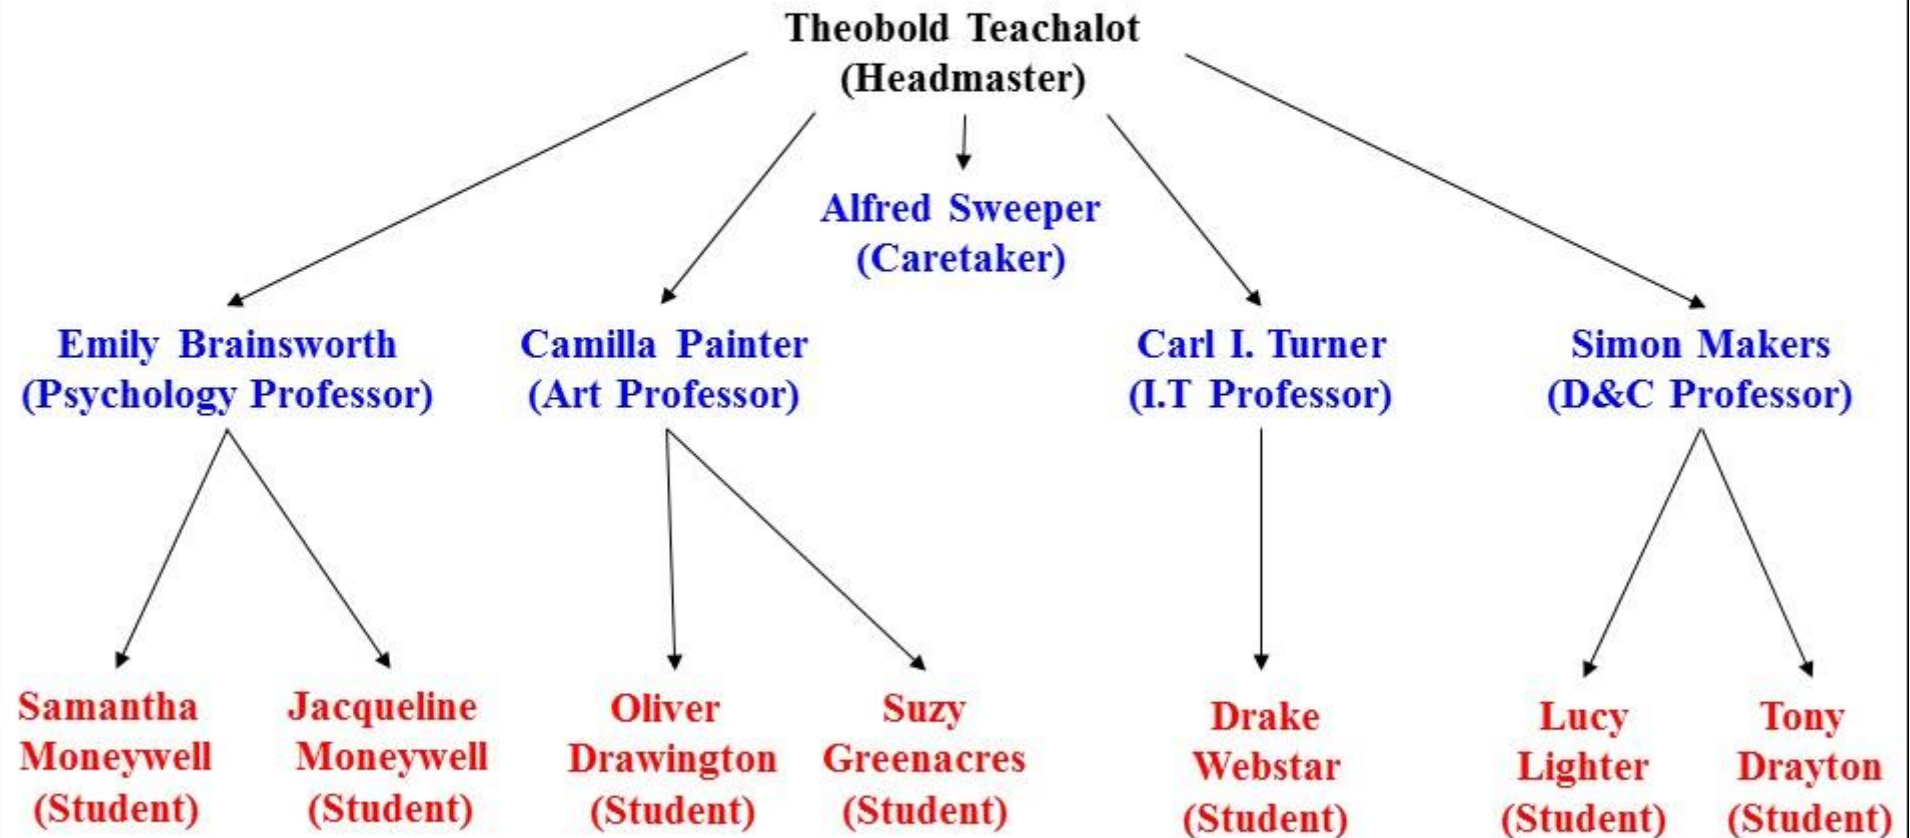 Theobold Teachalot
(Headmaster)
Alfred Sweeper
(Caretaker)
Emily Brainsworth
(Psychology Professor)
Camilla Painter
(Art Professor)
Carl I. Turner
(I.T Professor)
Simon Makers
(D&C Professor)
Samantha
Moneywell
(Student)
Jacqueline
Moneywell
(Student)
Oliver
Drawington
(Student)
Suzy
Greenacres
(Student)
Drake
Webstar
(Student)
Lucy
Lighter
(Student)
Tony
Drayton
(Student)